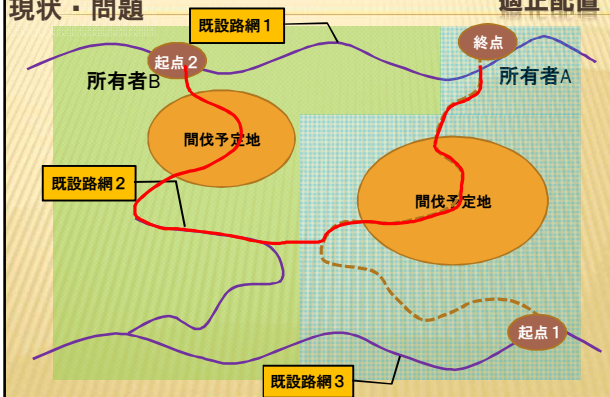 現状・問題
適正配置
既設路網1
起点2
終点
所有者B
所有者A
間伐予定地
既設路網2
間伐予定地
起点1
既設路網3